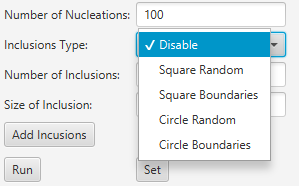 Number of Nucleations: 100
Inclusions Type:
✓ Disable
Square Random
Number of Inclusions:
Square Boundaries
Size of Inclusion:
Circle Random
Add Incusions
Circle Boundaries
Run Set